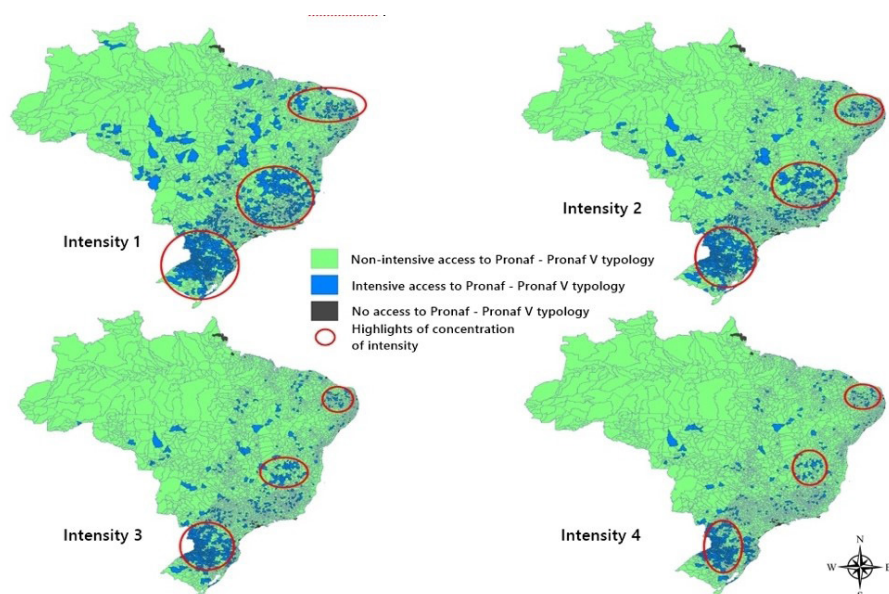 Intensity 1
Intensity 2
Non-intensive access to Pronaf - Pronaf V typology
Intensive access to Pronaf - Pronaf V typology
No access to Pronaf - Pronaf V typology
Highlights of concentration
of intensity
Intensity 3
Intensity 4
N
W E
S